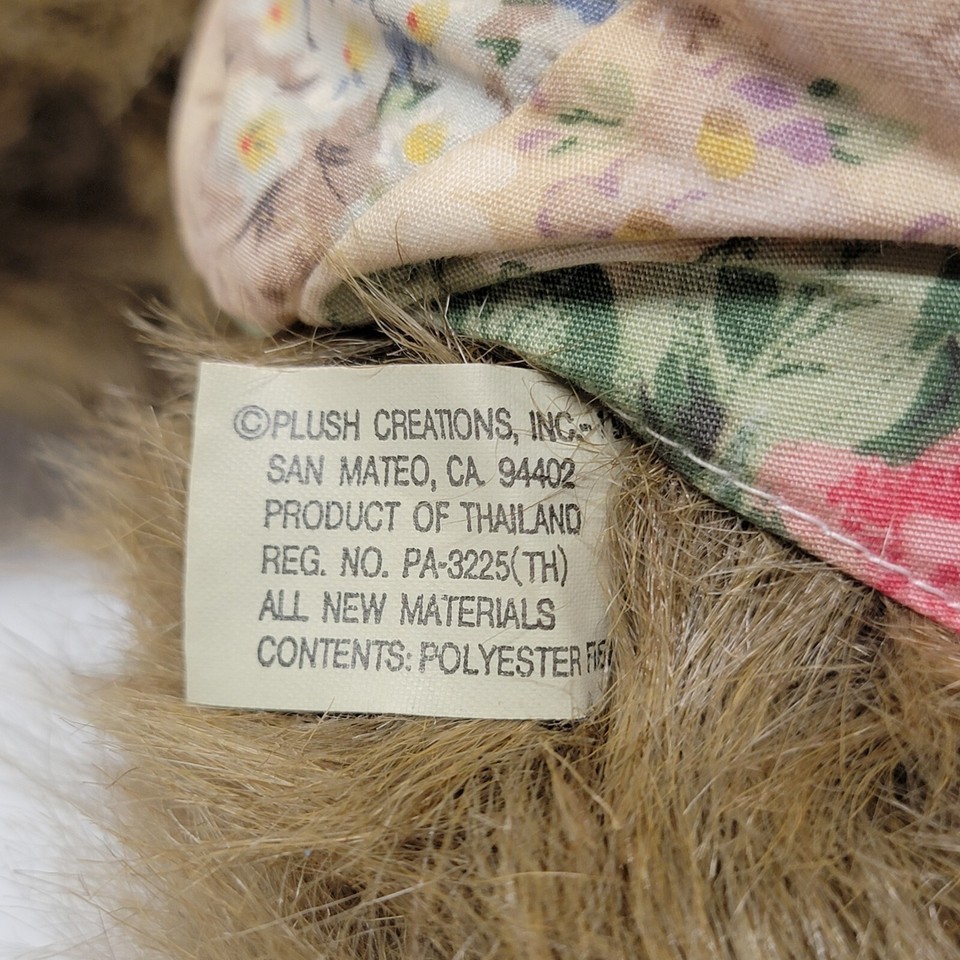 ©PLUSH CREATIONS, INC.
SAN MATEO, CA 94402
PRODUCT OF THAILAND
REG. NO. PA-3225(TH)
ALL NEW MATERIALS
CONTENTS: POLYESTER